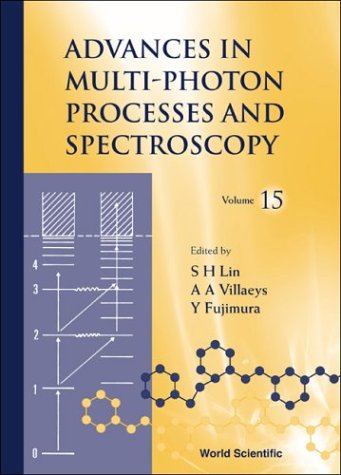 ADVANCES IN
MULTI-PHOTON
PROCESSES AND
SPECTROSCOPY
Volume 15
Edited by
S H Lin
A A Villaeys
Y Fujimura
4
3
2
1
0
World Scientific